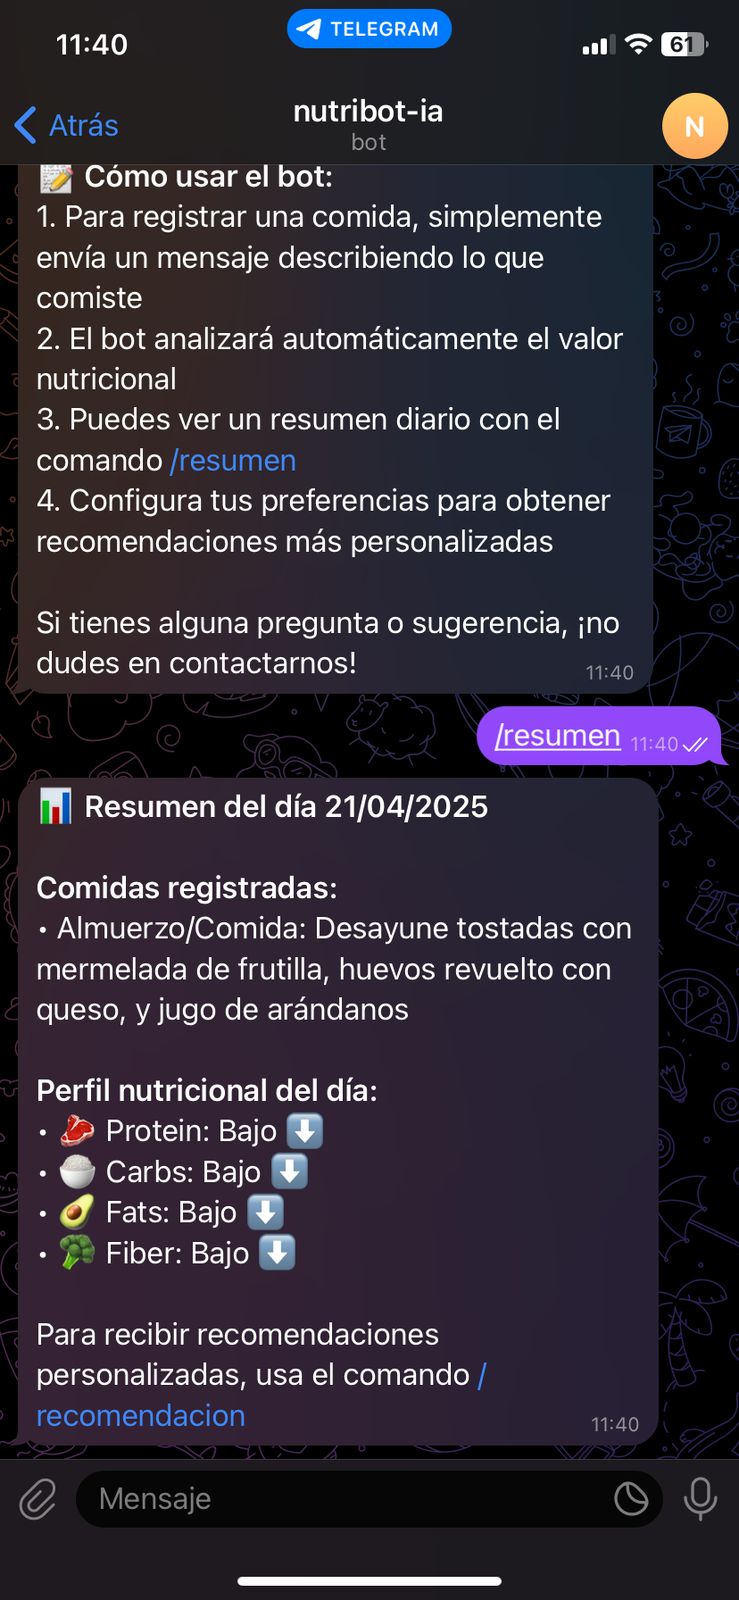 11:40
TELEGRAM
61
Atrás
nutribot-ia
bot
N
📝 Cómo usar el bot:
1. Para registrar una comida, simplemente
envía un mensaje describiendo lo que
comiste
2. El bot analizará automáticamente el valor
nutricional
3. Puedes ver un resumen diario con el
comando /resumen
4. Configura tus preferencias para obtener
recomendaciones más personalizadas
Si tienes alguna pregunta o sugerencia, ¡no
dudes en contactarnos!
11:40
/resumen 11:40
📊 Resumen del día 21/04/2025
Comidas registradas:
• Almuerzo/Comida: Desayune tostadas con
mermelada de frutilla, huevos revuelto con
queso, y jugo de arándanos
Perfil nutricional del día:
• 🥩 Protein: Bajo ⬇️
• 🍚 Carbs: Bajo ⬇️
• 🥑 Fats: Bajo ⬇️
• 🥦 Fiber: Bajo ⬇️
Para recibir recomendaciones
personalizadas, usa el comando /
recomendacion
11:40
Mensaje